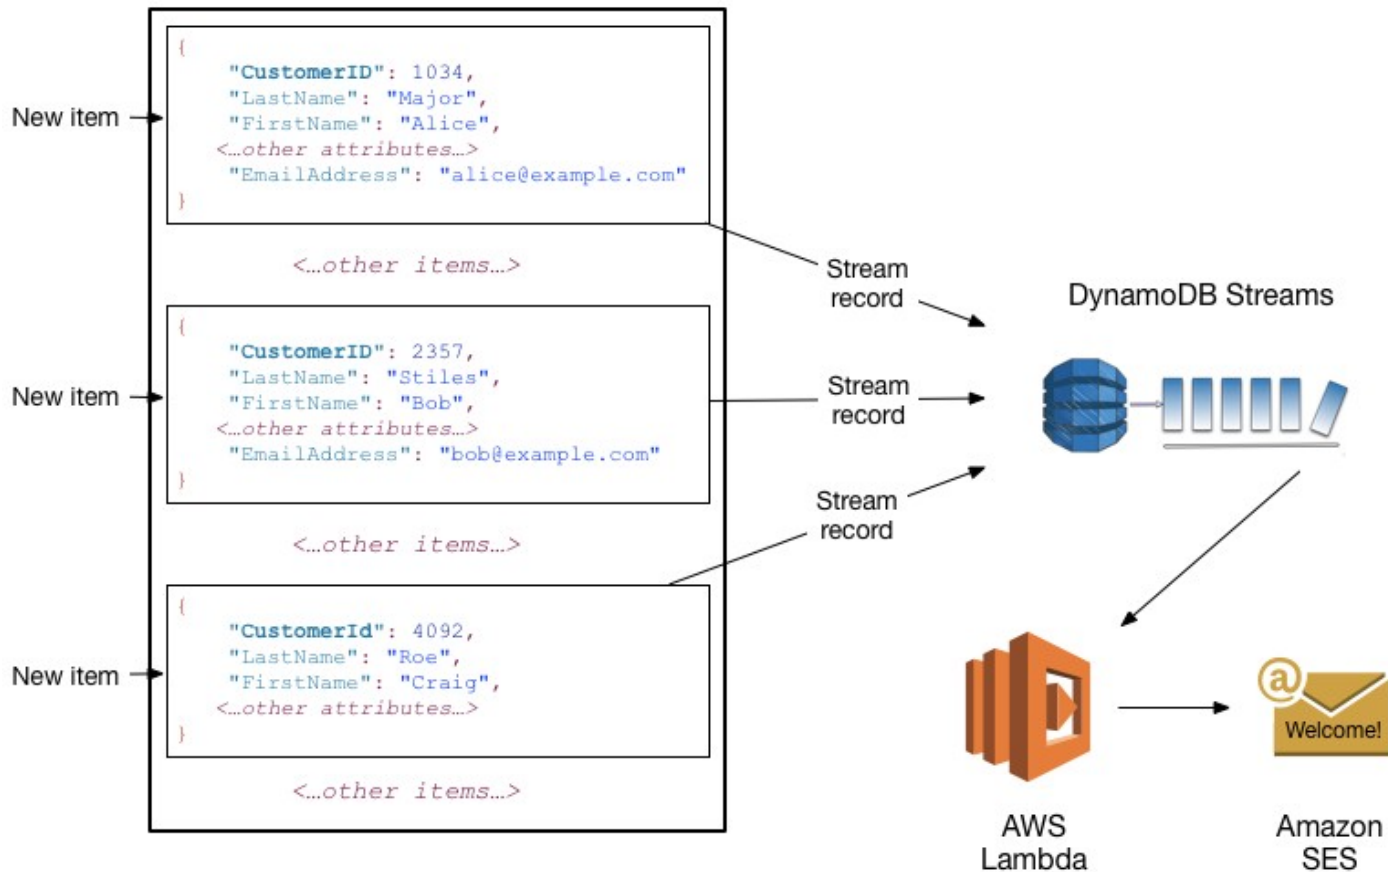 {
"CustomerID": 1034,
"LastName": "Major",
New item
"FirstName": "Alice",
<…other attributes…>
"EmailAddress": "alice@example.com"
}
<…other items…>
Stream
record
DynamoDB Streams
{
"CustomerID": 2357,
"LastName": "Stiles",
New item
"FirstName": "Bob",
<…other attributes…>
"EmailAddress": "bob@example.com"
}
Stream
record
Stream
record
<…other items…>
{
"CustomerId": 4092,
"LastName": "Roe",
New item
"FirstName": "Craig",
<…other attributes…>
}
<…other items…>
@
Welcome!
AWS
Lambda
Amazon
SES